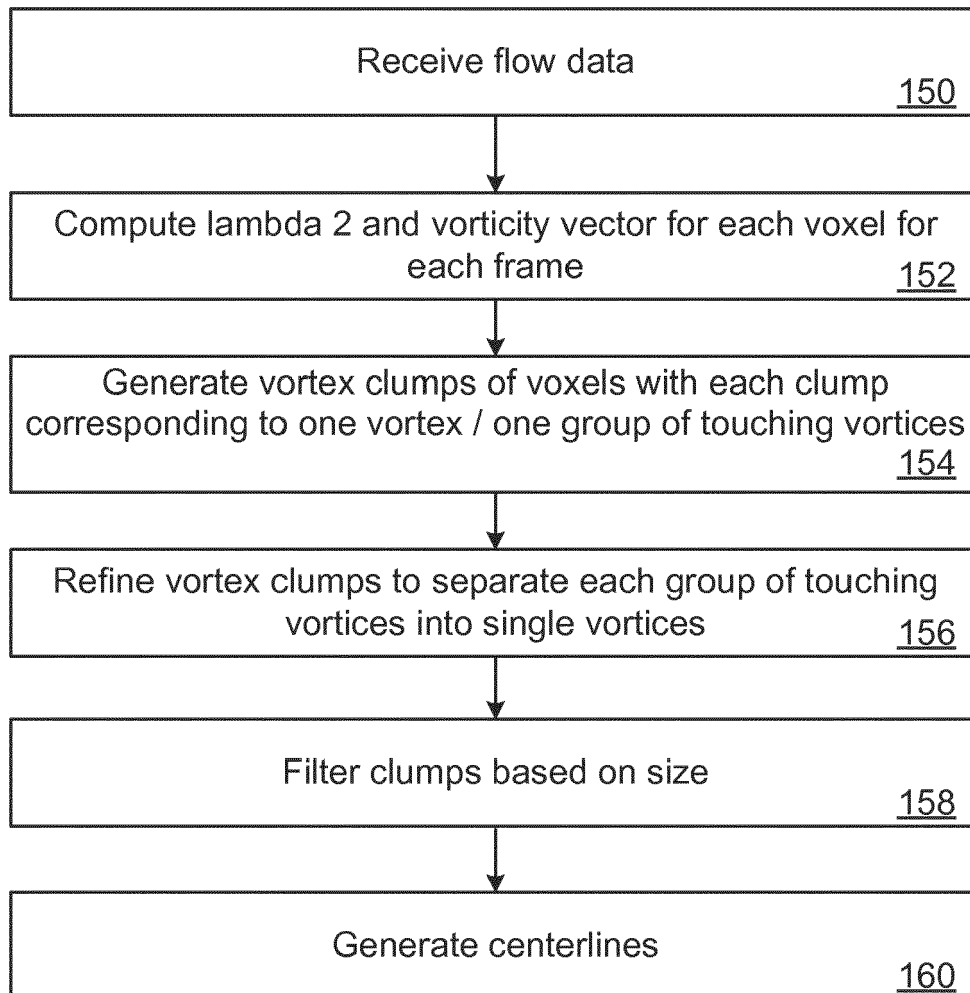 Receive flow data
150
Compute lambda 2 and vorticity vector for each voxel for
each frame
152
Generate vortex clumps of voxels with each clump
corresponding to one vortex / one group of touching vortices
154
Refine vortex clumps to separate each group of touching
vortices into single vortices
156
Filter clumps based on size
158
Generate centerlines
160